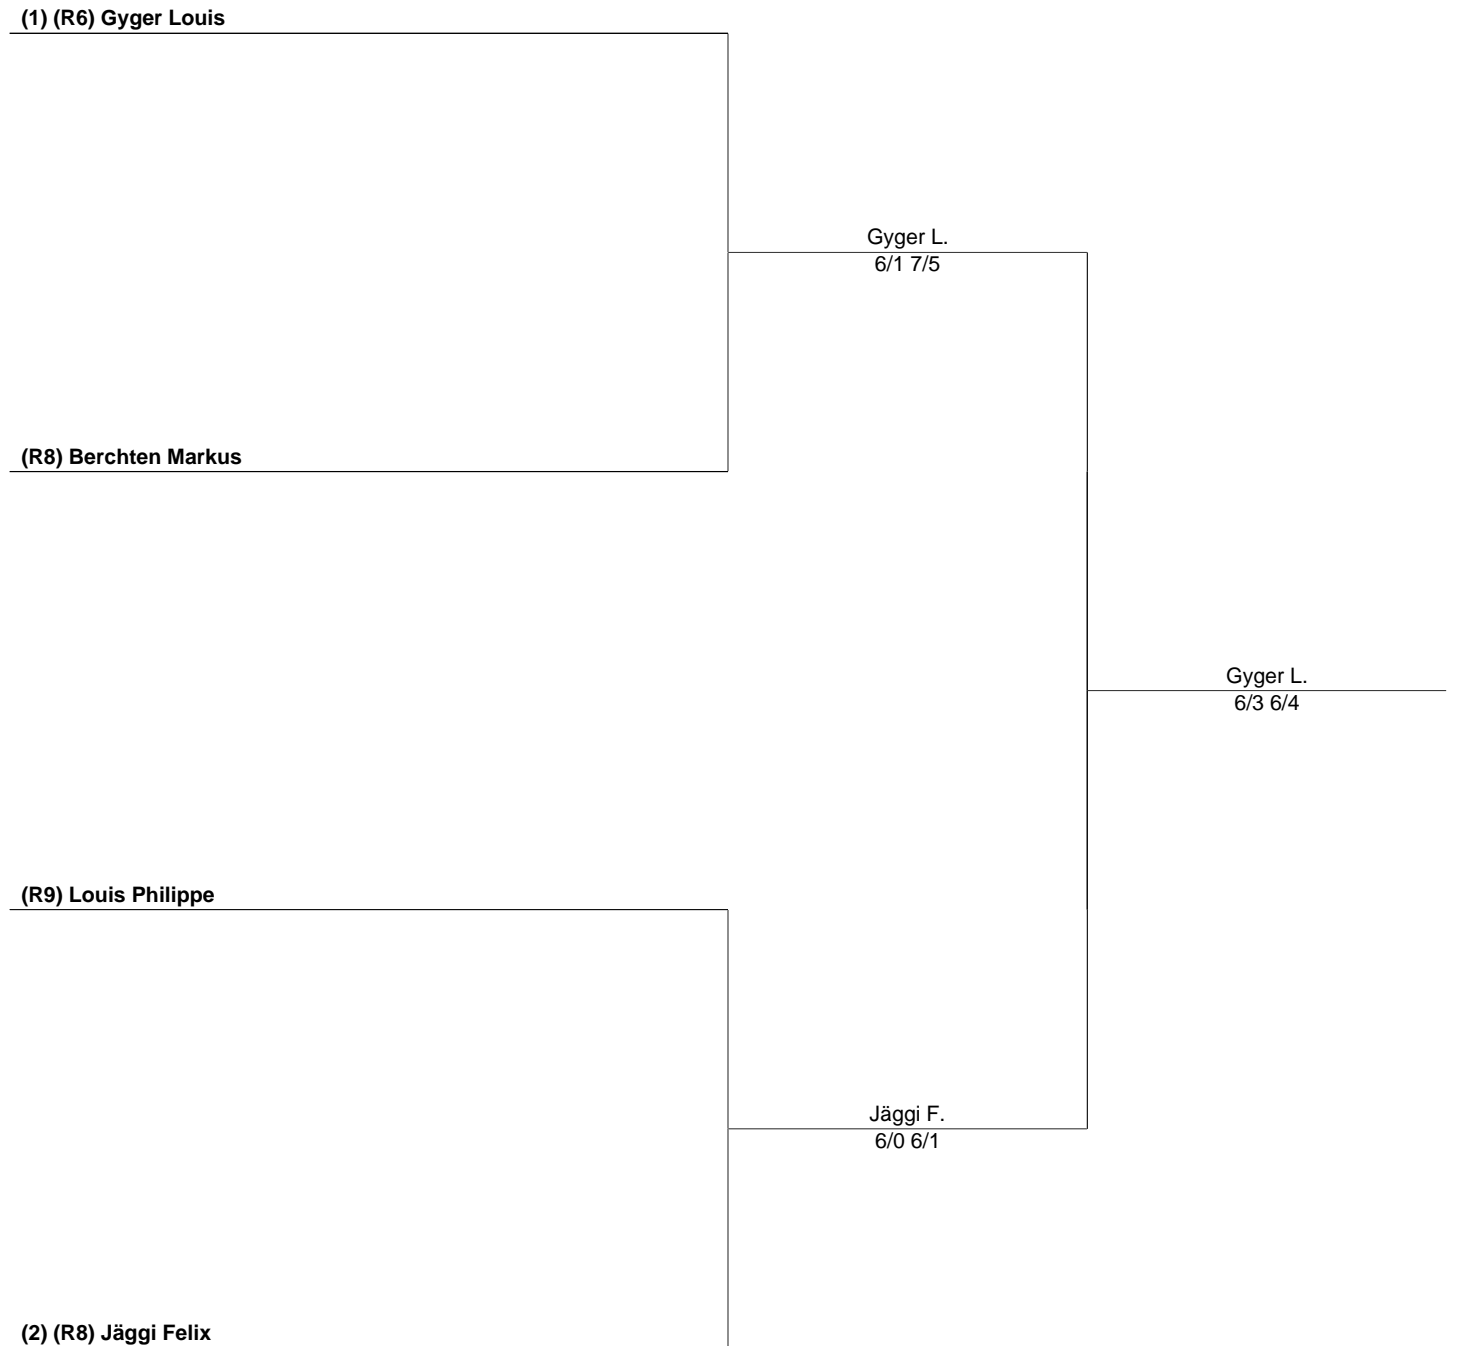 (1) (R6) Gyger Louis
Gyger L.
6/1 7/5
(R8) Berchten Markus
Gyger L.
6/3 6/4
(R9) Louis Philippe
Jäggi F.
6/0 6/1
(2) (R8) Jäggi Felix